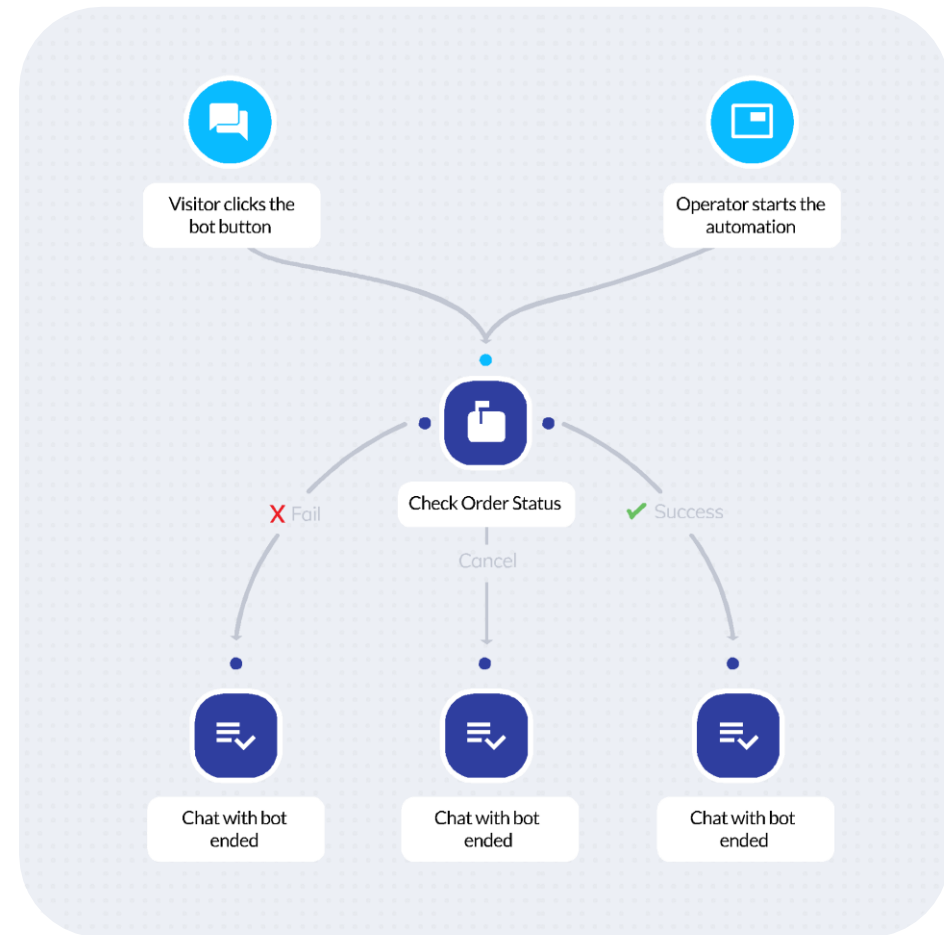 Visitor clicks the
bot button
Operator starts the
automation
Check Order Status
X Fail
Cancel
✔ Success
Chat with bot
ended
Chat with bot
ended
Chat with bot
ended